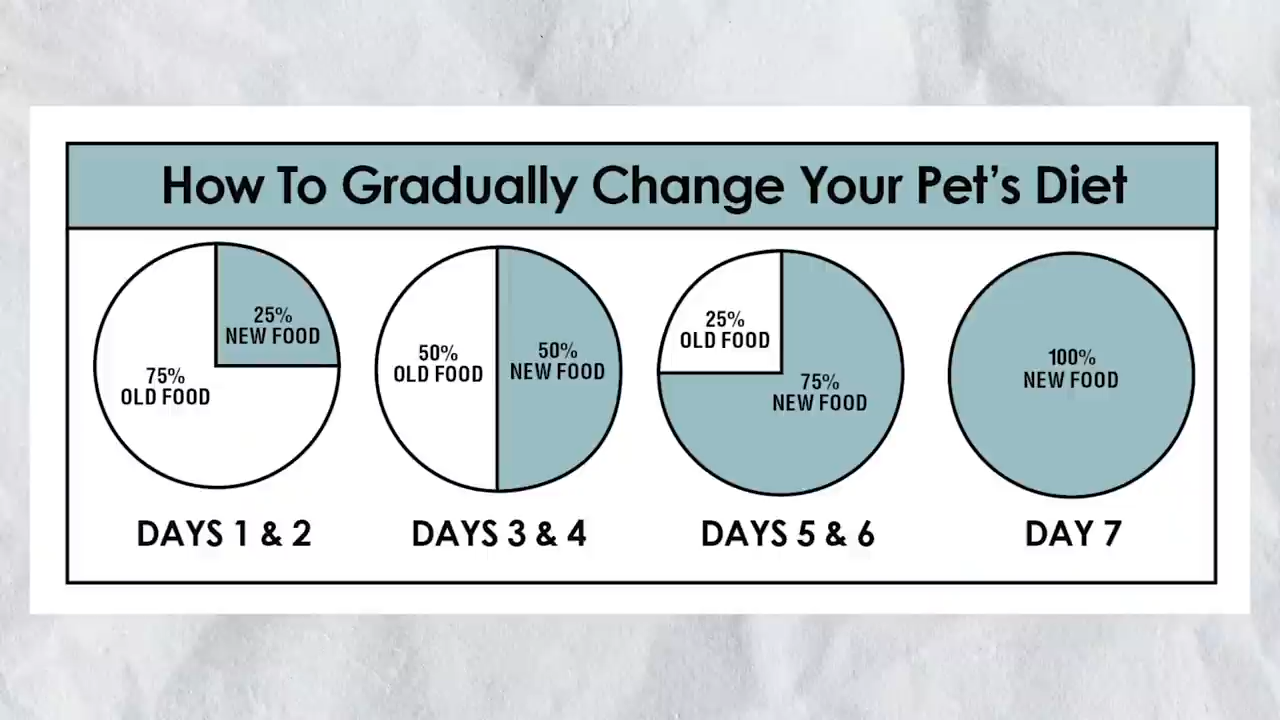 How To Gradually Change Your Pet's Diet
25%
NEW FOOD
75%
OLD FOOD
DAYS 1 & 2
50%
OLD FOOD
50%
NEW FOOD
DAYS 3 & 4
25%
OLD FOOD
75%
NEW FOOD
DAYS 5 & 6
100%
NEW FOOD
DAY 7